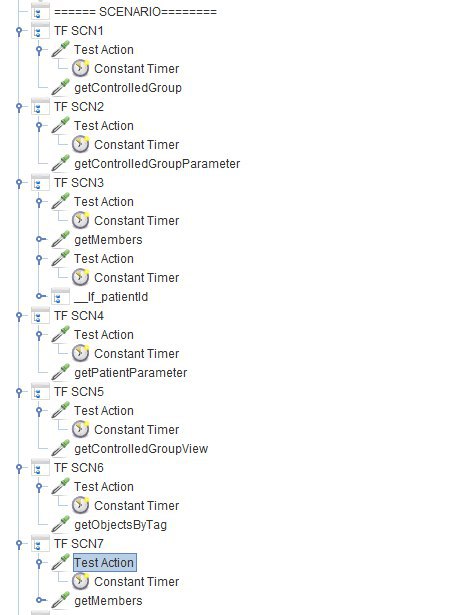 ====== SCENARIO========
TF SCN1
Test Action
Constant Timer
getControlledGroup
TF SCN2
Test Action
Constant Timer
getControlledGroupParameter
TF SCN3
Test Action
Constant Timer
getMembers
Test Action
Constant Timer
__If_patientId
TF SCN4
Test Action
Constant Timer
getPatientParameter
TF SCN5
Test Action
Constant Timer
getControlledGroupView
TF SCN6
Test Action
Constant Timer
getObjectsByTag
TF SCN7
Test Action
Constant Timer
getMembers